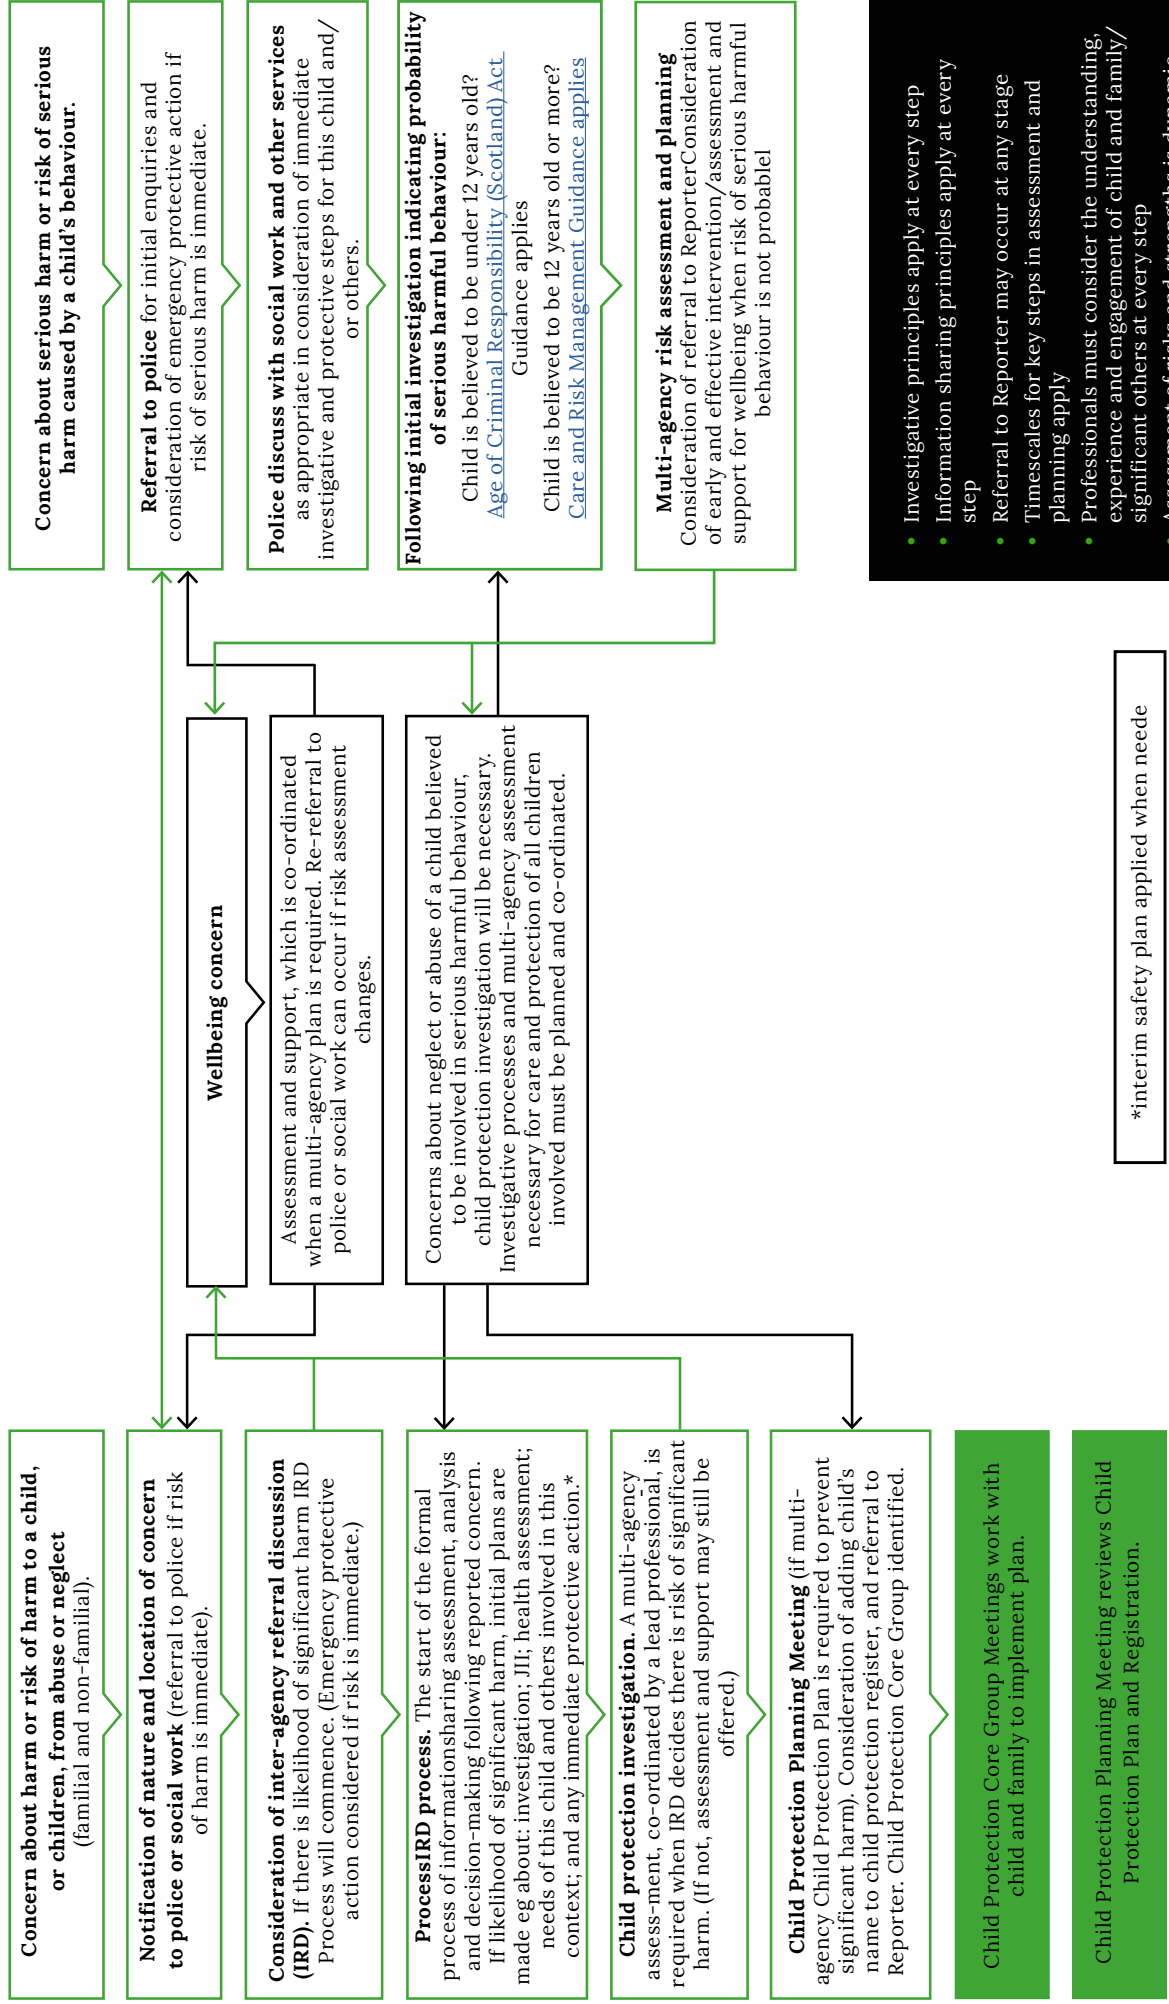 Concern about harm or risk of harm to a child,
or children, from abuse or neglect
(familial and non-familial).
Notification of nature and location of concern
to police or social work (referral to police if risk
of harm is immediate).
Consideration of inter-agency referral discussion
(IRD). If there is likelihood of significant harm IRD
Process will commence. (Emergency protective
action considered if risk is immediate.)
ProcessIRD process. The start of the formal
process of informationsharing assessment, analysis
and decision-making following reported concern.
If likelihood of significant harm, initial plans are
made eg about: investigation; JII; health assessment;
needs of this child and others involved in this
context; and any immediate protective action.*
Child protection investigation. A multi-agency
assess-ment, co-ordinated by a lead professional, is
required when IRD decides there is risk of significant
harm. (If not, assessment and support may still be
offered.)
Child Protection Planning Meeting (if multi-
agency Child Protection Plan is required to prevent
significant harm). Consideration of adding child's
name to child protection register, and referral to
Reporter. Child Protection Core Group identified.
Child Protection Core Group Meetings work with
child and family to implement plan.
Child Protection Planning Meeting reviews Child
Protection Plan and Registration.
Wellbeing concern
Assessment and support, which is co-ordinated
when a multi-agency plan is required. Re-referral to
police or social work can occur if risk assessment
changes.
Concerns about neglect or abuse of a child believed
to be involved in serious harmful behaviour,
child protection investigation will be necessary.
Investigative processes and multi-agency assessment
necessary for care and protection of all children
involved must be planned and co-ordinated.
*interim safety plan applied when neede
Concern about serious harm or risk of serious
harm caused by a child's behaviour.
Referral to police for initial enquiries and
consideration of emergency protective action if
risk of serious harm is immediate.
Police discuss with social work and other services
as appropriate in consideration of immediate
investigative and protective steps for this child and/
or others.
Following initial investigation indicating probability
of serious harmful behaviour:
Child is believed to be under 12 years old?
Age of Criminal Responsibility (Scotland) Act
Guidance applies
Child is believed to be 12 years old or more?
Care and Risk Management Guidance applies
Multi-agency risk assessment and planning
Consideration of referral to ReporterConsideration
of early and effective intervention/assessment and
support for wellbeing when risk of serious harmful
behaviour is not probablel
• Investigative principles apply at every step
• Information sharing principles apply at every
step
• Referral to Reporter may occur at any stage
• Timescales for key steps in assessment and
planning apply
• Professionals must consider the understanding,
experience and engagement of child and family/
significant others at every step